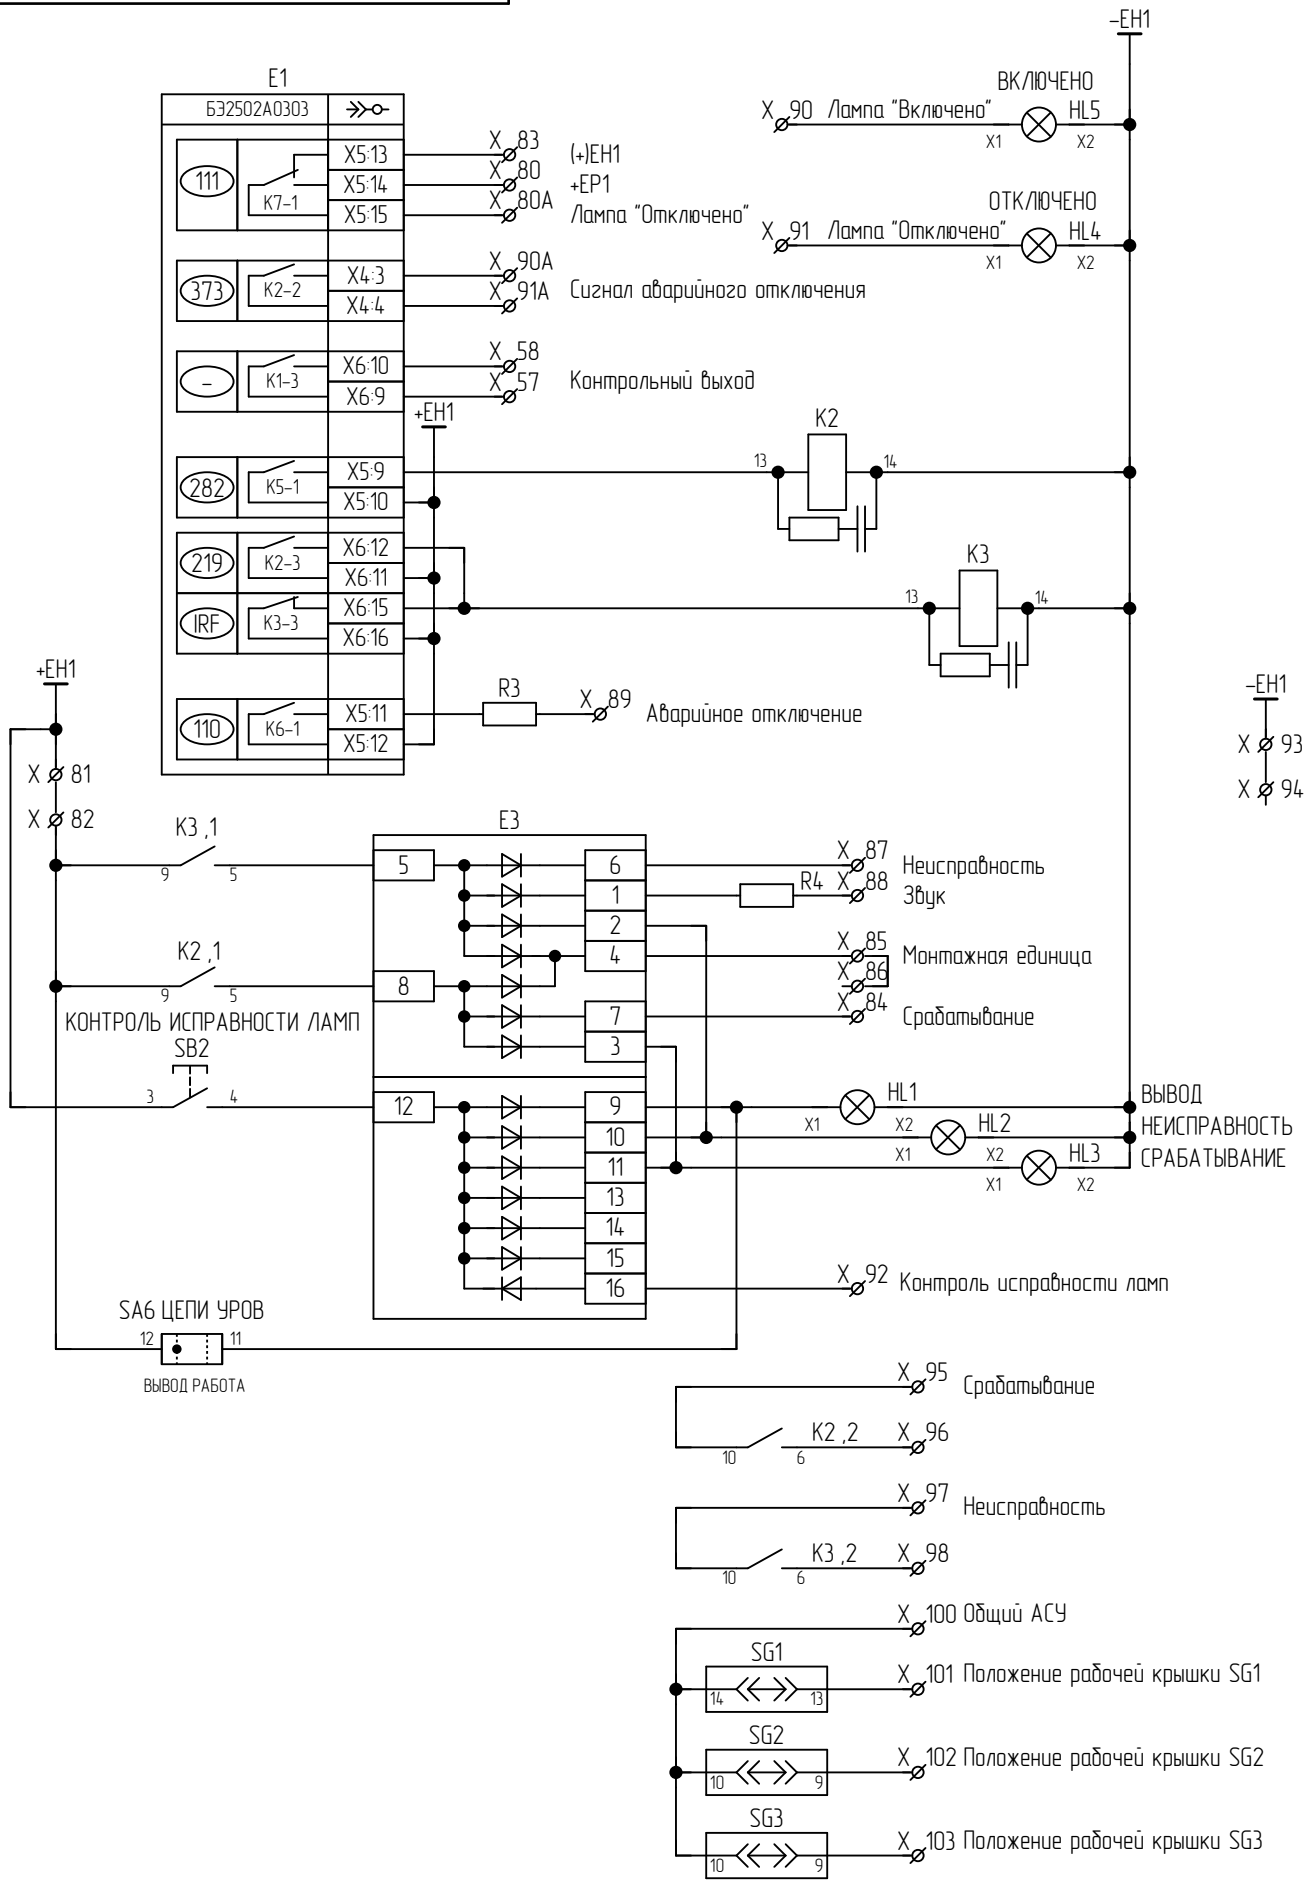 -EH1
ВКЛЮЧЕНО
X 90 Лампа "Включено" X1 HL5 X2
ОТКЛЮЧЕНО
X 91 Лампа "Отключено" X1 HL4 X2
E1
БЭ2502А0303
111 K7-1
X5:13 X 83 (+)EH1
X5:14 X 80 +EP1
X5:15 X 80A Лампа "Отключено"
373 K2-2
X4:3 X 90A
X4:4 X 91A
Сигнал аварийного отключения
- K1-3
X6:10 X 58
X6:9 X 57
Контрольный выход
+EH1
K2
282 K5-1
X5:9 13 14
X5:10
219 K2-3
X6:12
X6:11
K3
IRF K3-3
X6:15 13 14
X6:16
110 K6-1
X5:11 R3 X 89 Аварийное отключение
X5:12
-EH1
X 93
X 94
+EH1
X 81
X 82
K3 ,1
9 5
E3
5
6 X 87 Неисправность
1 R4 X 88 Звук
2
4 X 85 Монтажная единица
X 86
K2 ,1
9 5
8
7 X 84 Срабатывание
3
КОНТРОЛЬ ИСПРАВНОСТИ ЛАМП
SB2
3 4
12
9 X1 HL1 X2 ВЫВОД
10 X1 HL2 X2 НЕИСПРАВНОСТЬ
11 X1 HL3 X2 СРАБАТЫВАНИЕ
13
14
15
16 X 92 Контроль исправности ламп
SA6 ЦЕПИ УРОВ
12 11
ВЫВОД РАБОТА
X 95 Срабатывание
10 K2 ,2 6 X 96
X 97 Неисправность
10 K3 ,2 6 X 98
X 100 Общий АСУ
SG1
14 13 X 101 Положение рабочей крышки SG1
SG2
10 9 X 102 Положение рабочей крышки SG2
SG3
10 9 X 103 Положение рабочей крышки SG3